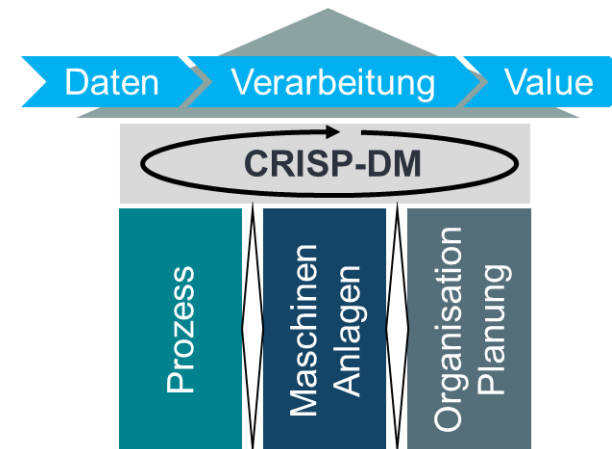 Daten Verarbeitung Value
CRISP-DM
Prozess
Maschinen
Anlagen
Organisation
Planung